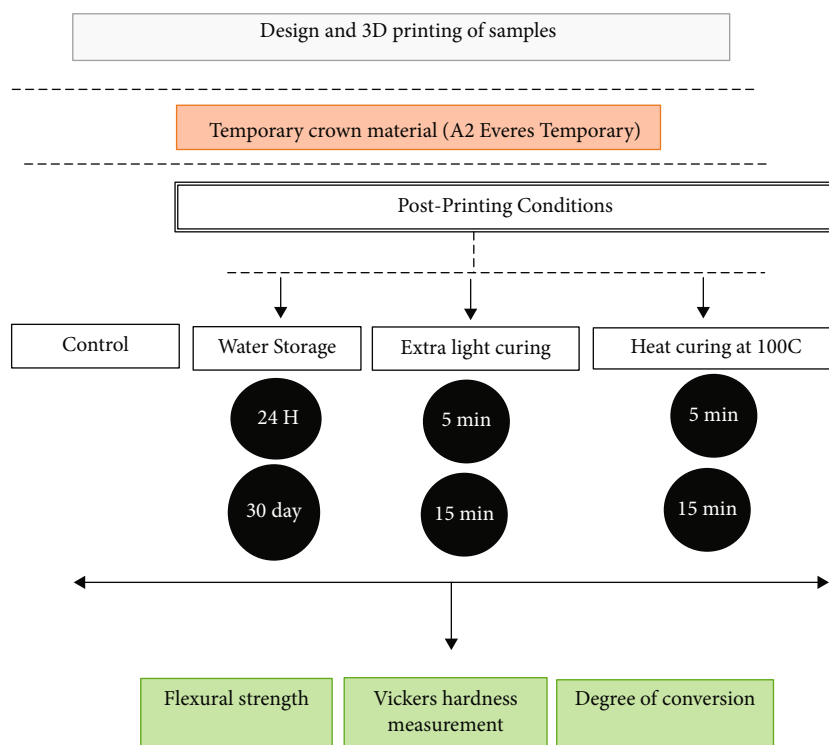 Design and 3D printing of samples
Temporary crown material (A2 Everes Temporary)
Post-Printing Conditions
Control
Water Storage
Extra light curing
Heat curing at 100C
24 H
5 min
5 min
30 day
15 min
15 min
Flexural strength
Vickers hardness
measurement
Degree of conversion